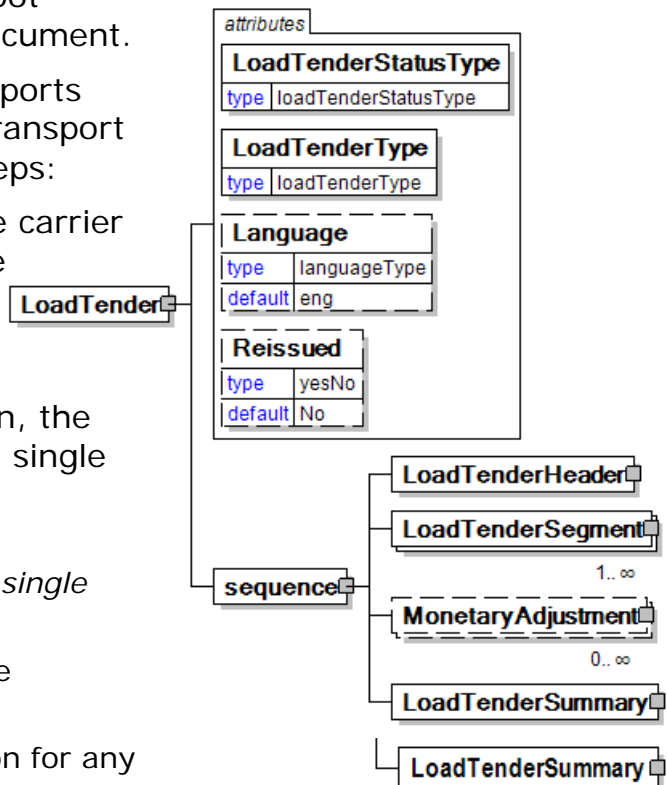 cument.
ports
ransport
eps:
e carrier
e
n, the
single
single
e
on for any
attributes
LoadTenderStatusType
type loadTenderStatusType
LoadTenderType
type loadTenderType
Language
type languageType
default eng
Reissued
type yesNo
default No
LoadTender
sequence
LoadTenderHeader
LoadTenderSegment
1.. ∞
MonetaryAdjustment
0.. ∞
LoadTenderSummary
LoadTenderSummary